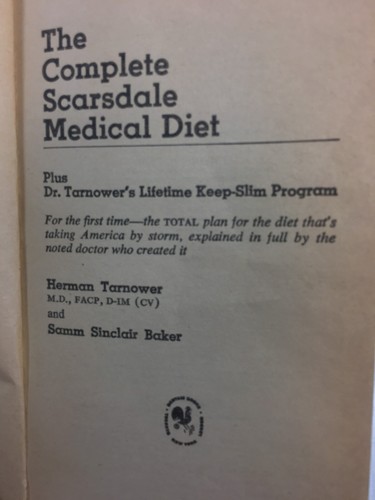 The
Complete
Scarsdale
Medical Diet
Plus
Dr. Tarnower's Lifetime Keep-Slim Program
For the first time—the TOTAL plan for the diet that's
taking America by storm, explained in full by the
noted doctor who created it
Herman Tarnower
M.D., FACP, D-IM (CV)
and
Samm Sinclair Baker